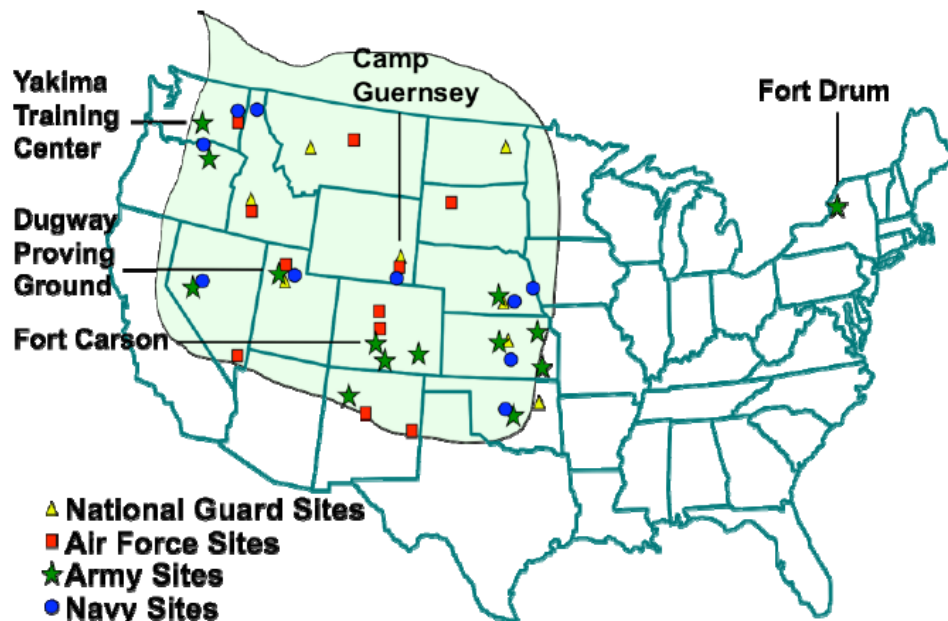 Camp
Guernsey
Yakima
Training
Center
Fort Drum
Dugway
Proving
Ground
Fort Carson
National Guard Sites
Air Force Sites
Army Sites
Navy Sites